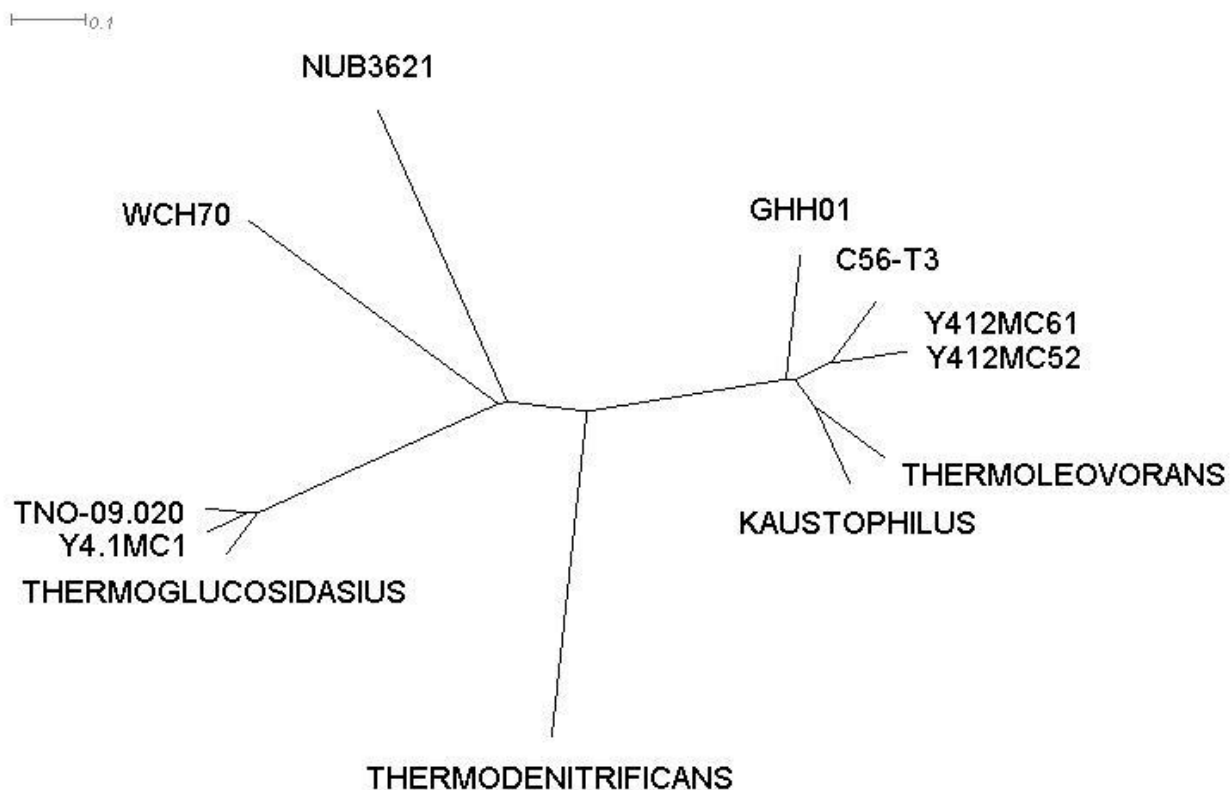 0.1
NUB3621
WCH70
GHH01
C56-T3
Y412MC61
Y412MC52
THERMOLEOVORANS
KAUSTOPHILUS
TNO-09.020
Y4.1MC1
THERMOGLUCOSIDASIUS
THERMODENITRIFICANS